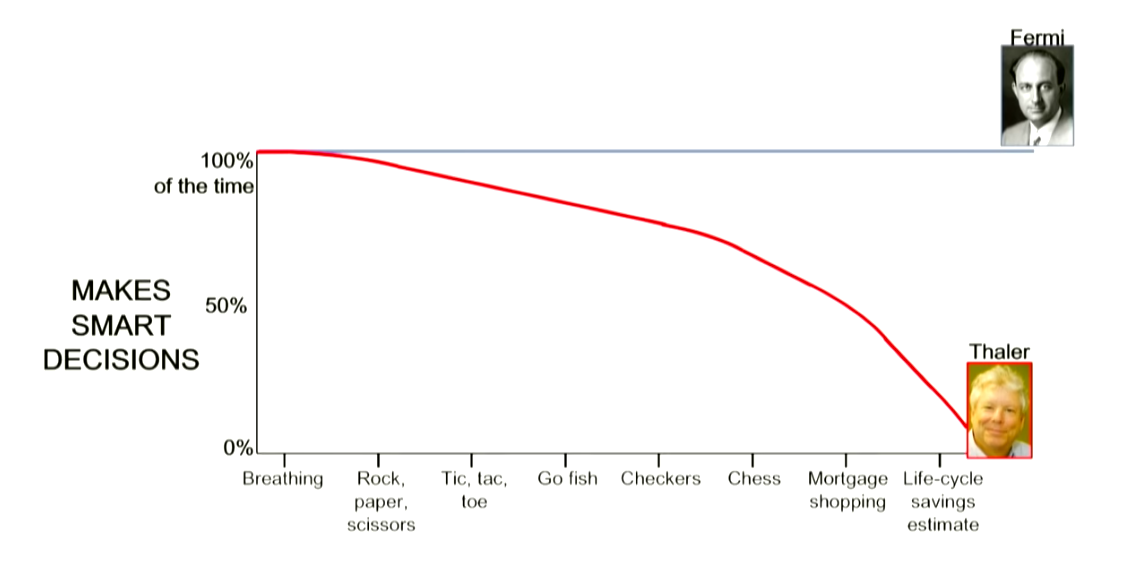 Fermi
100%
of the time
MAKES
SMART
DECISIONS
50%
Thaler
0%
Breathing
Rock,
paper,
scissors
Tic, tac,
toe
Go fish
Checkers
Chess
Mortgage
shopping
Life-cycle
savings
estimate